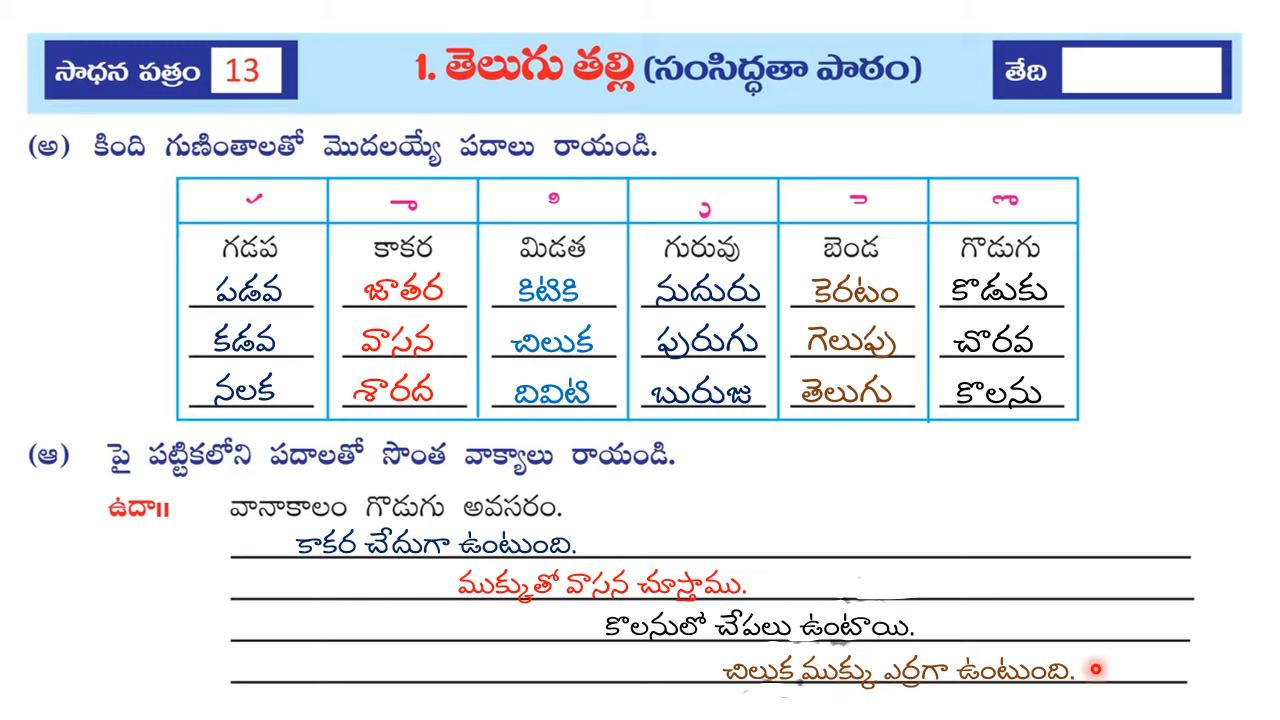 సాధన పత్రం 13 1. తెలుగు తల్లి (సంసిద్ధతా పాఠం) తేది
(అ) కింది గుణింతాలతో మొదలయ్యే పదాలు రాయండి.
✓ ా ి ు ె ొ
గడప కాకర మిడత గురువు బెండ గొడుగు
పడవ జాతర కిటికి నుదురు కెరటం కొడుకు
కడవ వాసన చిలుక పురుగు గెలుపు చొరవ
నలక శారద దివిటి బురుజు తెలుగు కొలను
(ఆ) పై పట్టికలోని పదాలతో సొంత వాక్యాలు రాయండి.
ఉదా॥ వానాకాలం గొడుగు అవసరం.
కాకర చేదుగా ఉంటుంది.
ముక్కుతో వాసన చూస్తాము.
కొలనులో చేపలు ఉంటాయి.
చిలుక ముక్కు ఎర్రగా ఉంటుంది.